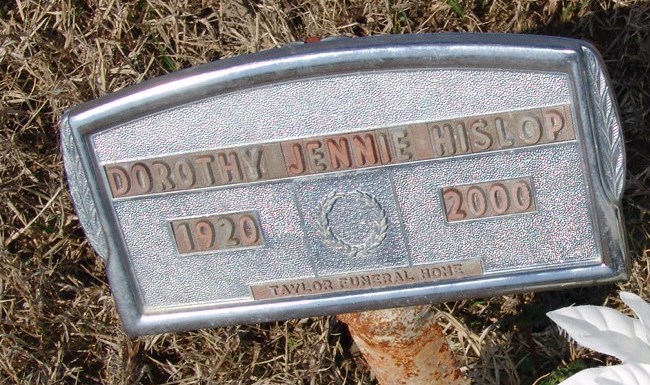 DOROTHY JENNIE HISLOP
1920 2000
TAYLOR FUNERAL HOME